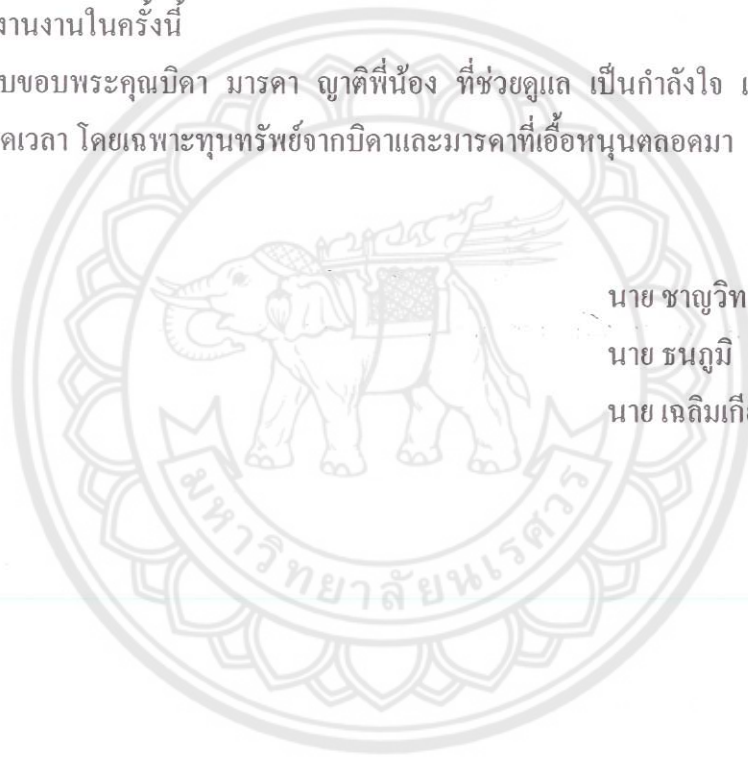 งานงานในครั้งนี้
บขอบพระคุณบิดา มารดา ญาติพี่น้อง ที่ช่วยดูแล เป็นกำลังใจ เ
ดเวลา โดยเฉพาะทุนทรัพย์จากบิดาและมารดาที่เอื้อหนุนตลอดมา
นาย ชาญวิท
นาย ธนภูมิ
นาย เฉลิมเกี
มหาวิทยาลัยนเรศวร